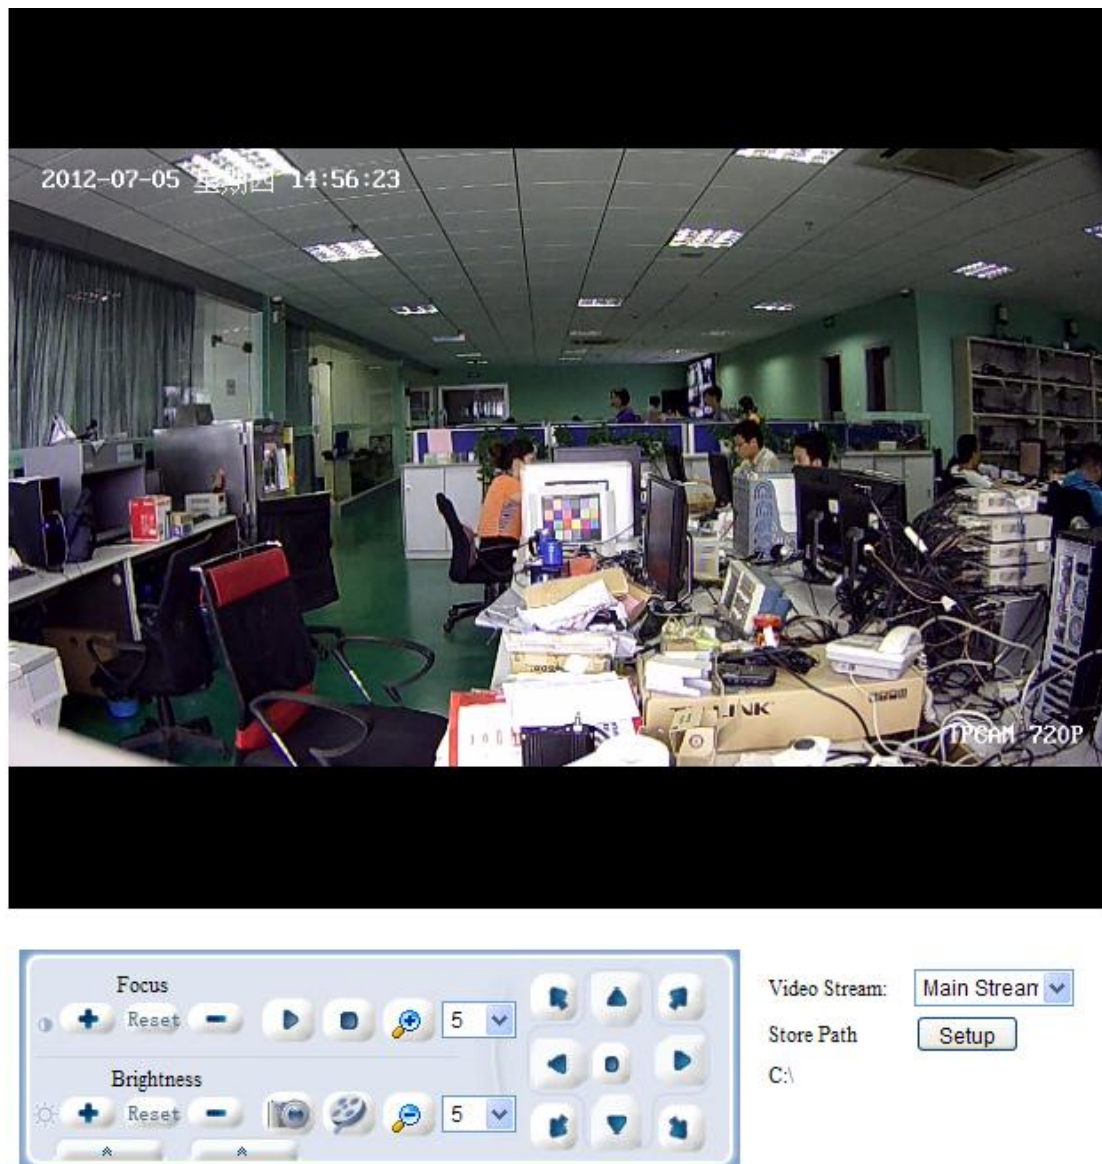 2012-07-05 星期四 14:56:23
LINK
IPCAM 720P
Focus
Reset
5
Video Stream:
Main Stream
Store Path
Setup
C:\
Brightness
Reset
5